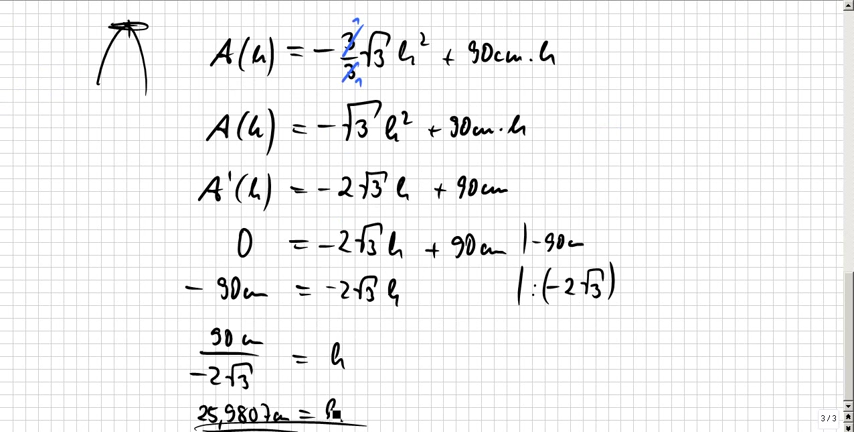 A(h) = - 3/3 √3 h² + 90cm · h
A(h) = -√3 h² + 90cm · h
A'(h) = -2√3 h + 90cm
0 = -2√3 h + 90cm |-90cm
- 90cm = -2√3 h |:(-2√3)
90cm/-2√3 = h
25,9807cm = h
3/3